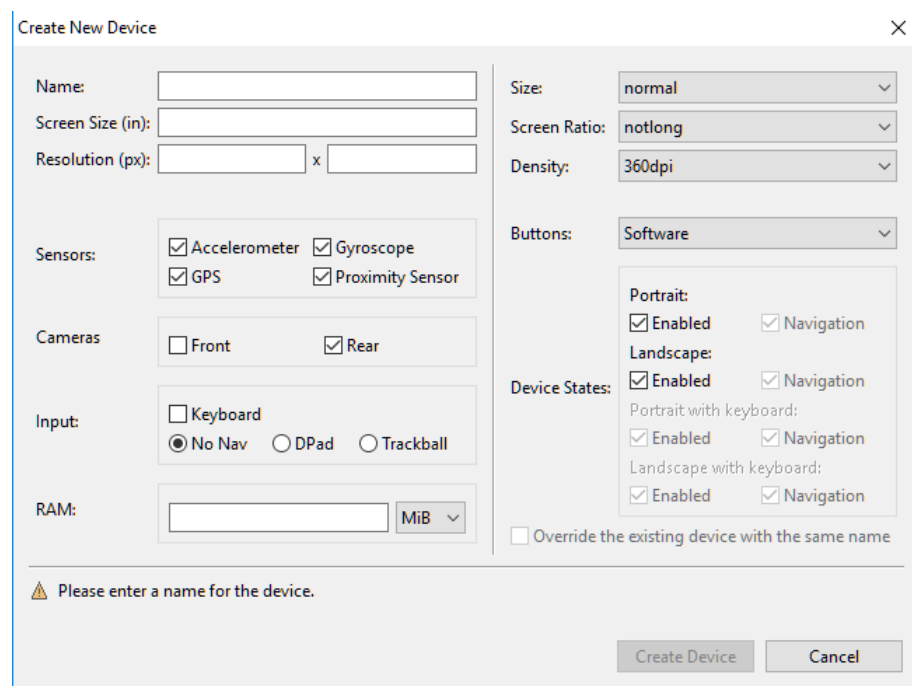 Create New Device
Name:
Screen Size (in):
Resolution (px): x
Sensors:
Accelerometer Gyroscope
GPS Proximity Sensor
Cameras
Front Rear
Input:
Keyboard
No Nav DPad Trackball
RAM:
MiB
Size: normal
Screen Ratio: notlong
Density: 360dpi
Buttons: Software
Device States:
Portrait:
Enabled Navigation
Landscape:
Enabled Navigation
Portrait with keyboard:
Enabled Navigation
Landscape with keyboard:
Enabled Navigation
Override the existing device with the same name
Please enter a name for the device.
Create Device Cancel